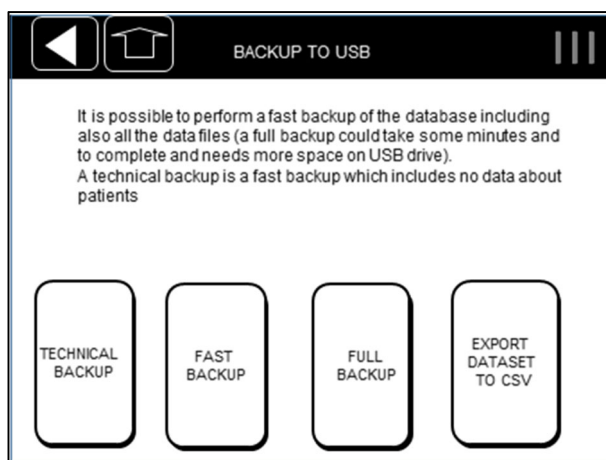 BACKUP TO USB
It is possible to perform a fast backup of the database including
also all the data files (a full backup could take some minutes and
to complete and needs more space on USB drive).
A technical backup is a fast backup which includes no data about
patients
TECHNICAL
BACKUP
FAST
BACKUP
FULL
BACKUP
EXPORT
DATASET
TO CSV